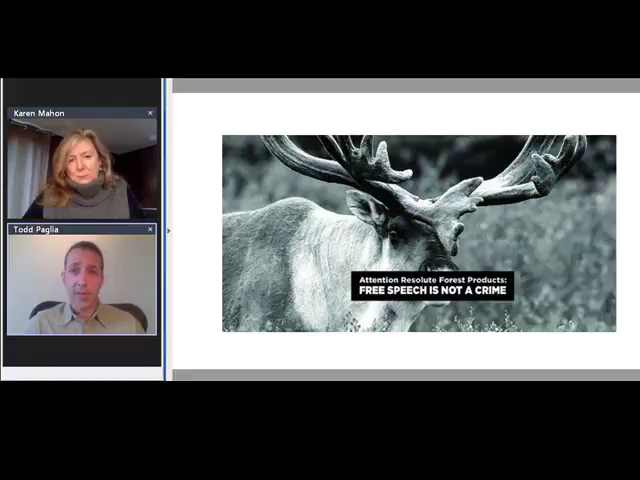 Karen Mahon
Todd Paglia
Attention Resolute Forest Products:
FREE SPEECH IS NOT A CRIME